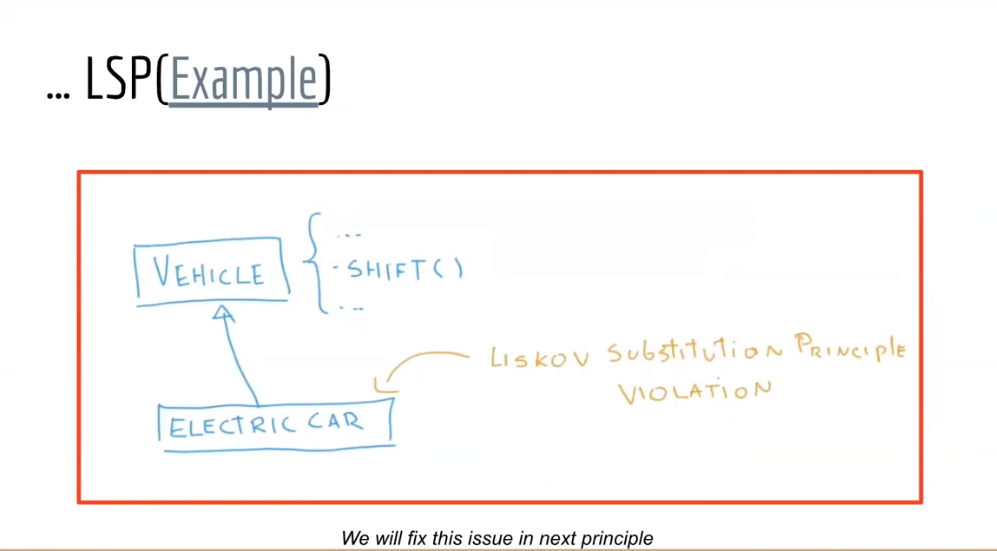 ... LSP(Example)
...
VEHICLE
- SHIFT()
...
LISKOV SUBSTITUTION PRINCIPLE
VIOLATION
ELECTRIC CAR
We will fix this issue in next principle